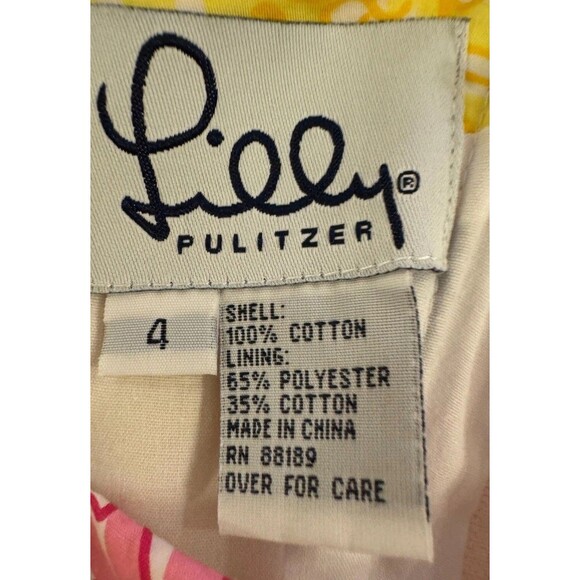 Lilly®
PULITZER
4
SHELL:
100% COTTON
LINING:
65% POLYESTER
35% COTTON
MADE IN CHINA
RN 88189
OVER FOR CARE